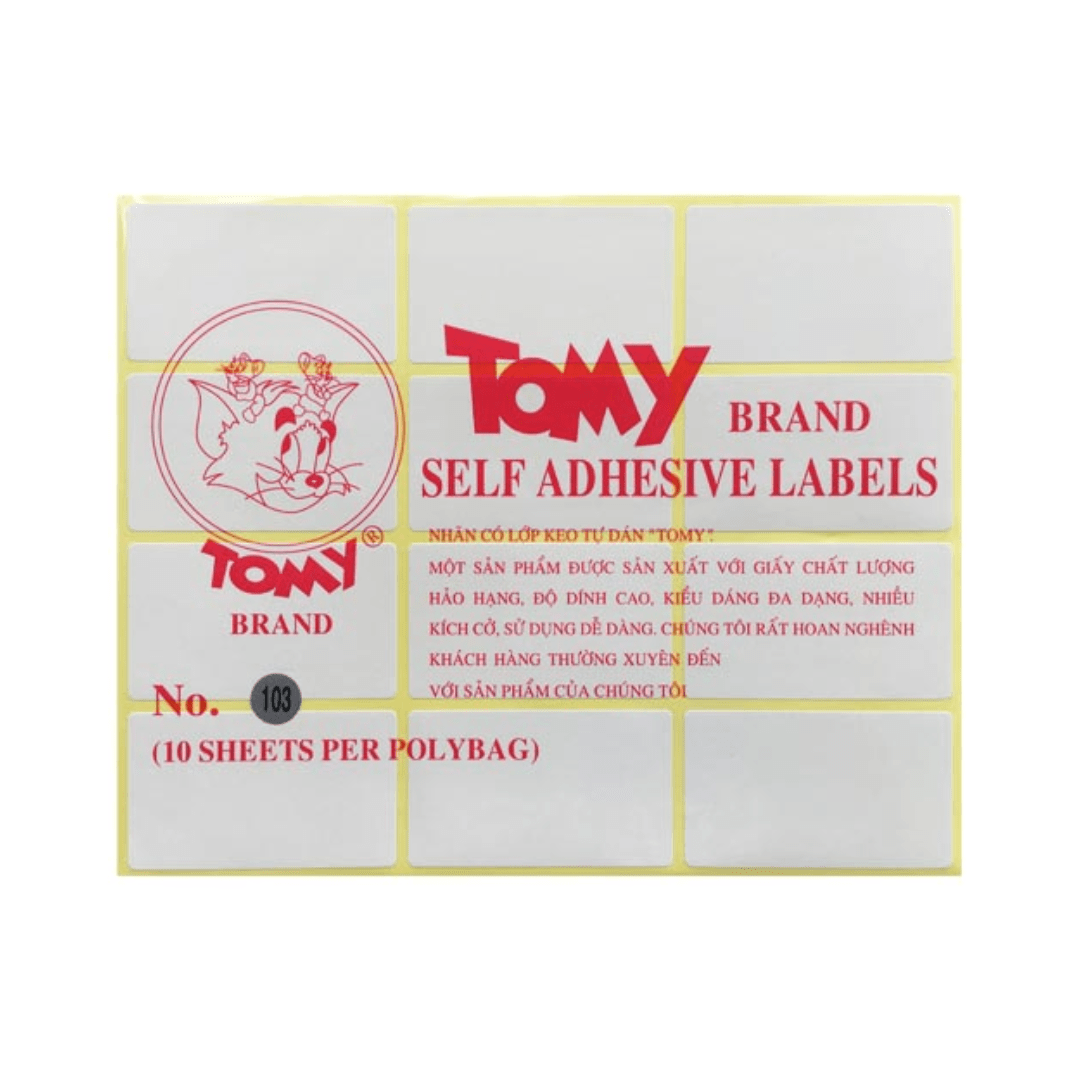 TOMY BRAND
SELF ADHESIVE LABELS
NHÃN CÓ LỚP KEO TỰ DÁN "TOMY":
MỘT SẢN PHẨM ĐƯỢC SẢN XUẤT VỚI GIẤY CHẤT LƯỢNG
HẢO HẠNG, ĐỘ DÍNH CAO, KIỂU DÁNG ĐA DẠNG, NHIỀU
KÍCH CỞ, SỬ DỤNG DỄ DÀNG. CHÚNG TÔI RẤT HOAN NGHÊNH
KHÁCH HÀNG THƯỜNG XUYÊN ĐẾN
VỚI SẢN PHẨM CỦA CHÚNG TÔI
TOMY®
BRAND
No. 103
(10 SHEETS PER POLYBAG)